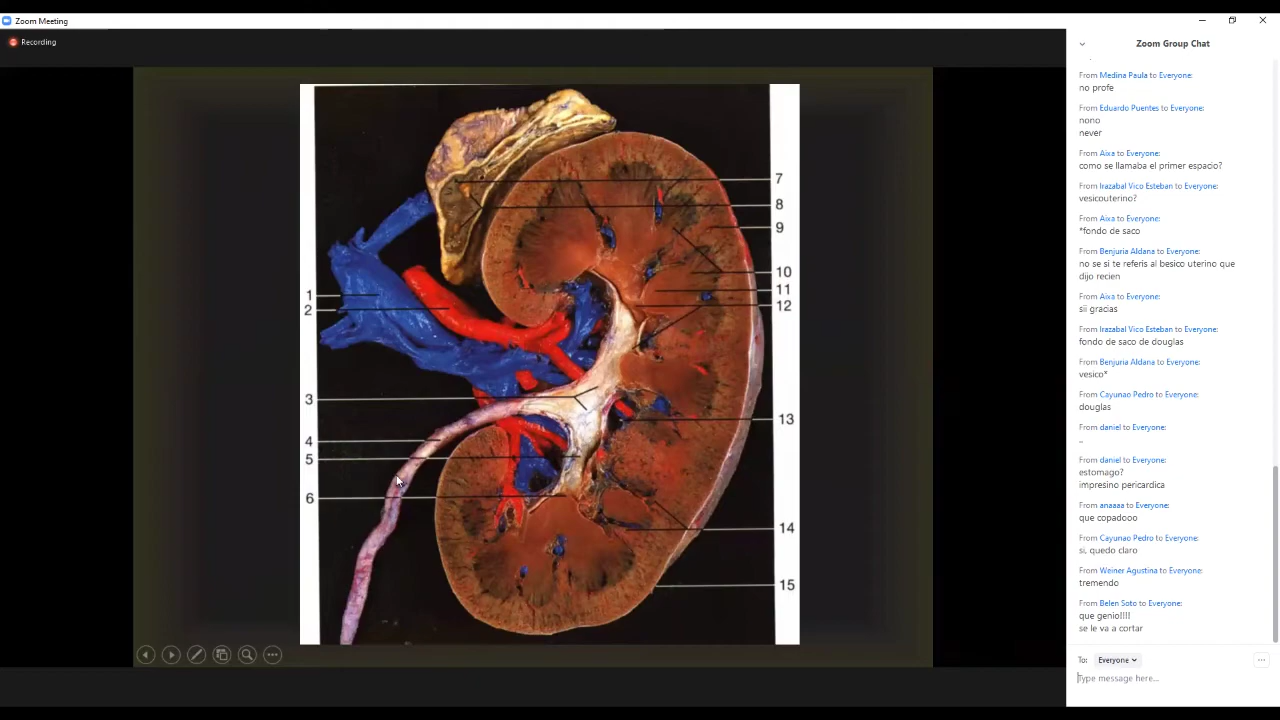 Zoom Meeting
Recording
1
2
3
4
5
6
7
8
9
10
11
12
13
14
15
Zoom Group Chat
From Medina Paula to Everyone:
no profe
From Eduardo Puentes to Everyone:
nono
never
From Aixa to Everyone:
como se llamaba el primer espacio?
From Irazabal Vico Esteban to Everyone:
vesicouterino?
From Aixa to Everyone:
*fondo de saco
From Benjuria Aldana to Everyone:
no se si te referis al besico uterino que
dijo recien
From Aixa to Everyone:
sii gracias
From Irazabal Vico Esteban to Everyone:
fondo de saco de douglas
From Benjuria Aldana to Everyone:
vesico*
From Cayunao Pedro to Everyone:
douglas
From daniel to Everyone:
From daniel to Everyone:
estomago?
impresino pericardica
From anaaaa to Everyone:
que copadooo
From Cayunao Pedro to Everyone:
si, quedo claro
From Weiner Agustina to Everyone:
tremendo
From Belen Soto to Everyone:
que genio!!!!
se le va a cortar
To: Everyone
Type message here...